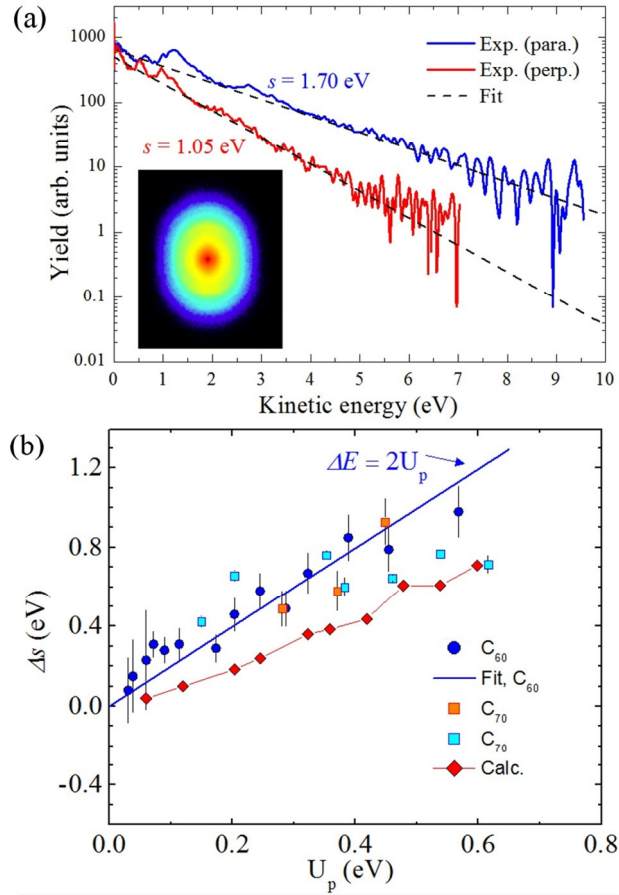 (a)
1000
100
10
1
0.1
0.01
Yield (arb. units)
s = 1.70 eV
s = 1.05 eV
Exp. (para.)
Exp. (perp.)
Fit
0 1 2 3 4 5 6 7 8 9 10
Kinetic energy (eV)
(b)
ΔE = 2U_p
1.2
0.8
0.4
0.0
-0.4
Δs (eV)
C₆₀
Fit, C₆₀
C₇₀
C₇₀
Calc.
0.0 0.2 0.4 0.6 0.8
U_p (eV)